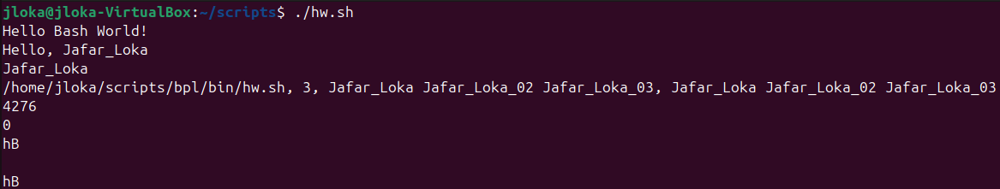 jloka@jloka-VirtualBox:~/scripts$ ./hw.sh
Hello Bash World!
Hello, Jafar_Loka
Jafar_Loka
/home/jloka/scripts/bpl/bin/hw.sh, 3, Jafar_Loka Jafar_Loka_02 Jafar_Loka_03, Jafar_Loka Jafar_Loka_02 Jafar_Loka_03
4276
0
hB
hB